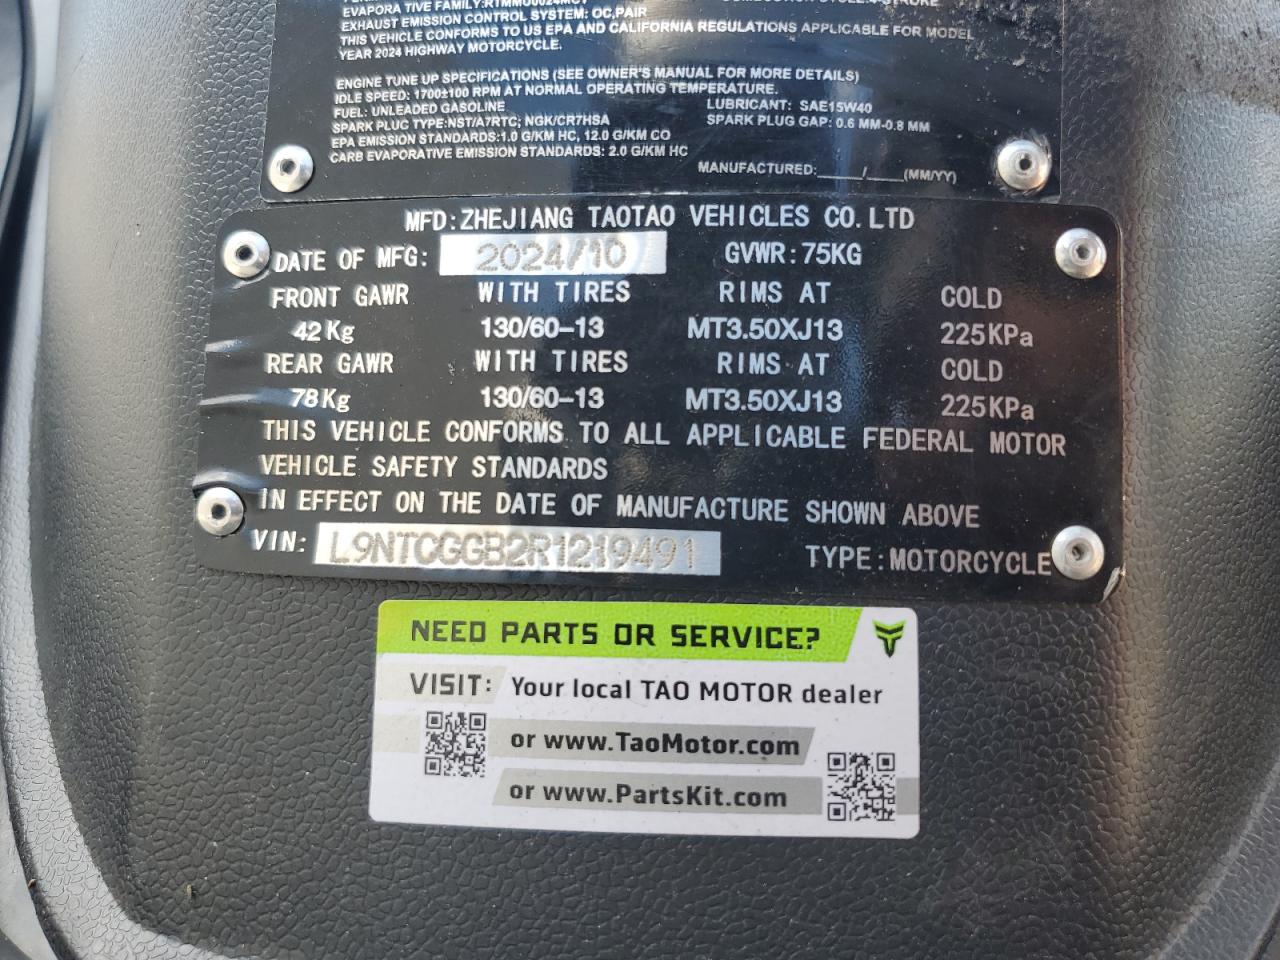 EVAPORA TIVE FAMILY:
EXHAUST EMISSION CONTROL SYSTEM: OC,PAIR
THIS VEHICLE CONFORMS TO US EPA AND CALIFORNIA REGULATIONS APPLICABLE FOR MODEL
YEAR 2024 HIGHWAY MOTORCYCLE.
ENGINE TUNE UP SPECIFICATIONS (SEE OWNER'S MANUAL FOR MORE DETAILS)
IDLE SPEED: 1700±100 RPM AT NORMAL OPERATING TEMPERATURE.
FUEL: UNLEADED GASOLINE LUBRICANT: SAE15W40
SPARK PLUC TYPE:NST/A7RTC; NGK/CR7HSA SPARK PLUG GAP: 0.6 MM-0.8 MM
EPA EMISSION STANDARDS:1.0 G/KM HC, 12.0 G/KM CO
CARB EVAPORATIVE EMISSION STANDARDS: 2.0 G/KM HC
MANUFACTURED:____/____(MM/YY)
MFD:ZHEJIANG TAOTAO VEHICLES CO.LTD
DATE OF MFG: 2024/10 GVWR:75KG
FRONT GAWR WITH TIRES RIMS AT COLD
42Kg 130/60-13 MT3.50XJ13 225KPa
REAR GAWR WITH TIRES RIMS AT COLD
78Kg 130/60-13 MT3.50XJ13 225KPa
THIS VEHICLE CONFORMS TO ALL APPLICABLE FEDERAL MOTOR
VEHICLE SAFETY STANDARDS
IN EFFECT ON THE DATE OF MANUFACTURE SHOWN ABOVE
VIN: L9NTCGGB2R1219491 TYPE:MOTORCYCLE
NEED PARTS OR SERVICE?
VISIT: Your local TAO MOTOR dealer
or www.TaoMotor.com
or www.PartsKit.com